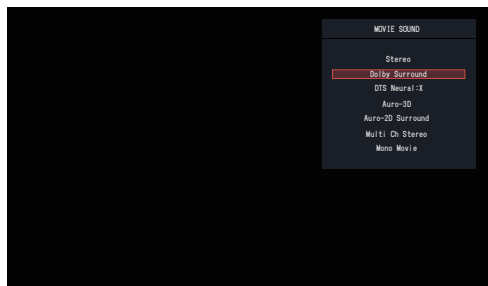 MOVIE SOUND
Stereo
Dolby Surround
DTS Neural:X
Auro-3D
Auro-2D Surround
Multi Ch Stereo
Mono Movie